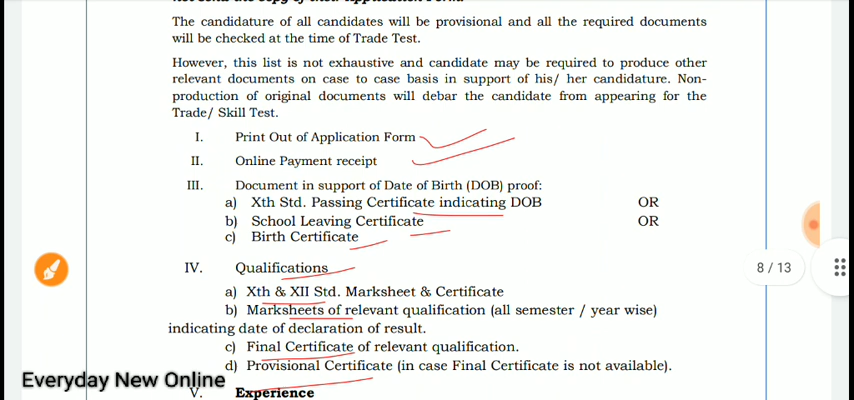 The candidature of all candidates will be provisional and all the required documents
will be checked at the time of Trade Test.
However, this list is not exhaustive and candidate may be required to produce other
relevant documents on case to case basis in support of his/ her candidature. Non-
production of original documents will debar the candidate from appearing for the
Trade/ Skill Test.
I. Print Out of Application Form
II. Online Payment receipt
III. Document in support of Date of Birth (DOB) proof:
a) Xth Std. Passing Certificate indicating DOB OR
b) School Leaving Certificate OR
c) Birth Certificate
IV. Qualifications
8 / 13
a) Xth & XII Std. Marksheet & Certificate
b) Marksheets of relevant qualification (all semester / year wise)
indicating date of declaration of result.
c) Final Certificate of relevant qualification.
d) Provisional Certificate (in case Final Certificate is not available).
Everyday New Online
V. Experience